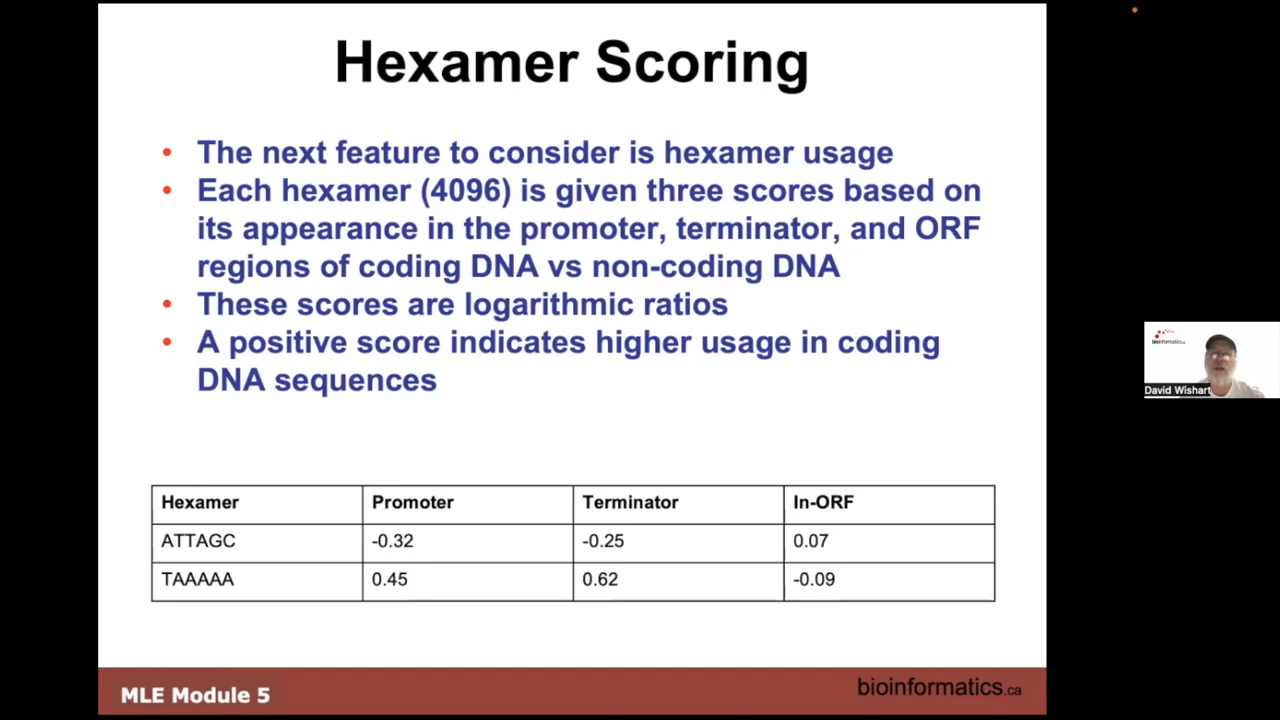 Hexamer Scoring
• The next feature to consider is hexamer usage
• Each hexamer (4096) is given three scores based on
its appearance in the promoter, terminator, and ORF
regions of coding DNA vs non-coding DNA
• These scores are logarithmic ratios
• A positive score indicates higher usage in coding
DNA sequences
Hexamer Promoter Terminator In-ORF
ATTAGC -0.32 -0.25 0.07
TAAAAA 0.45 0.62 -0.09
MLE Module 5
bioinformatics.ca
bioinformatics.ca
David Wishart